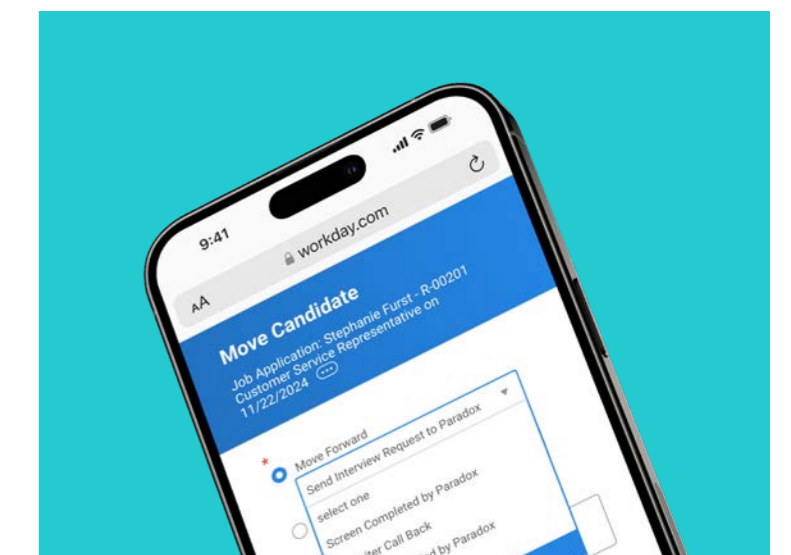 9:41
AA
workday.com
Move Candidate
Job Application: Stephanie Furst - R-00201
Customer Service Representative on
11/22/2024
* Move Forward
Send Interview Request to Paradox
select one
Screen Completed by Paradox
Call Back
by Paradox